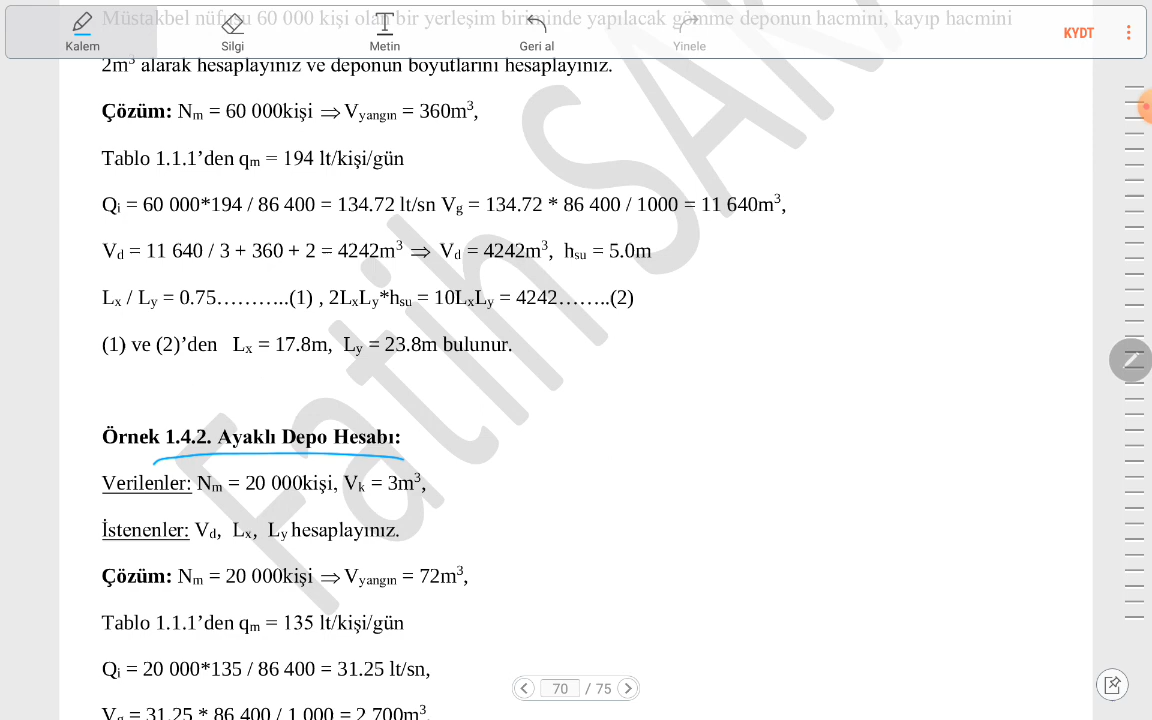 Müstakbel nüfusu 60 000 kişi olan bir yerleşim biriminde yapılacak gömme deponun hacmini, kayıp hacmini
Kalem
Silgi
Metin
Geri al
Yinele
KYDT
2m³ alarak hesaplayınız ve deponun boyutlarını hesaplayınız.
Çözüm: Nm = 60 000kişi ⇒ Vyangın = 360m³,
Tablo 1.1.1’den qm = 194 lt/kişi/gün
Qi = 60 000*194 / 86 400 = 134.72 lt/sn Vg = 134.72 * 86 400 / 1000 = 11 640m³,
Vd = 11 640 / 3 + 360 + 2 = 4242m³ ⇒ Vd = 4242m³, hsu = 5.0m
Lx / Ly = 0.75………..(1) , 2LxLy*hsu = 10LxLy = 4242……..(2)
(1) ve (2)’den Lx = 17.8m, Ly = 23.8m bulunur.
Örnek 1.4.2. Ayaklı Depo Hesabı:
Verilenler: Nm = 20 000kişi, Vk = 3m³,
İstenenler: Vd, Lx, Ly hesaplayınız.
Çözüm: Nm = 20 000kişi ⇒ Vyangın = 72m³,
Tablo 1.1.1’den qm = 135 lt/kişi/gün
Qi = 20 000*135 / 86 400 = 31.25 lt/sn,
70 / 75
Vg = 31.25 * 86 400 / 1 000 = 2 700m³,
Fatih SAR